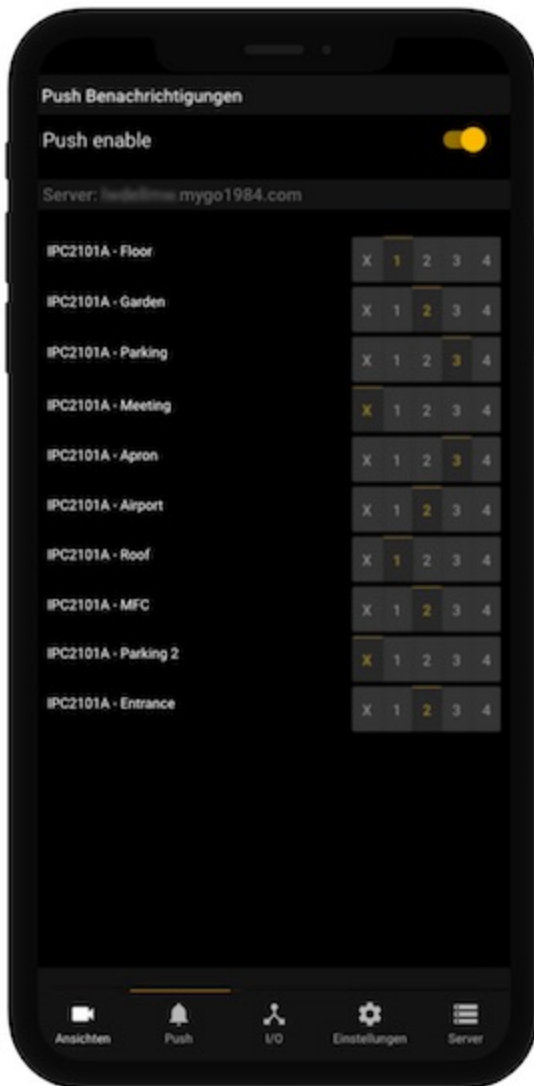 Push Benachrichtigungen
Push enable
Server: .mygo1984.com
IPC2101A - Floor
X 1 2 3 4
IPC2101A - Garden
X 1 2 3 4
IPC2101A - Parking
X 1 2 3 4
IPC2101A - Meeting
X 1 2 3 4
IPC2101A - Apron
X 1 2 3 4
IPC2101A - Airport
X 1 2 3 4
IPC2101A - Roof
X 1 2 3 4
IPC2101A - MFC
X 1 2 3 4
IPC2101A - Parking 2
X 1 2 3 4
IPC2101A - Entrance
X 1 2 3 4
Ansichten Push I/O Einstellungen Server